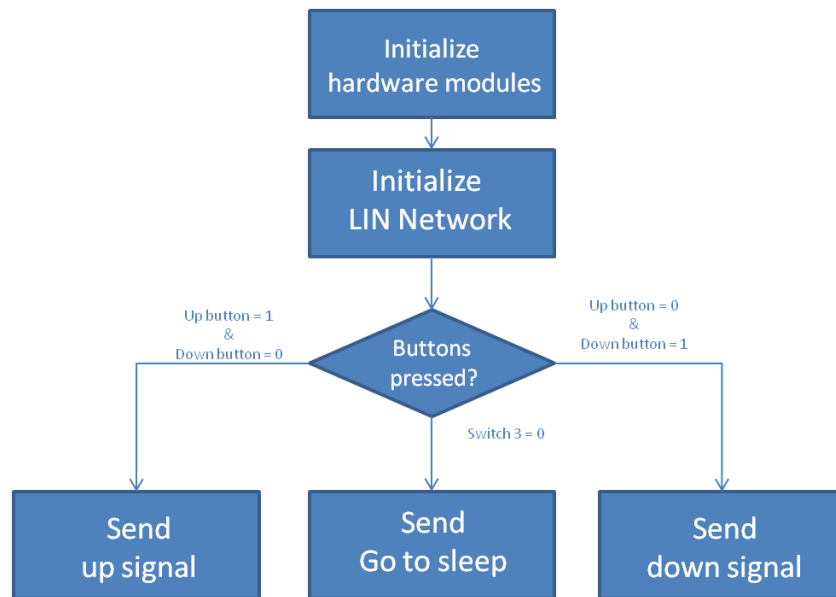 Initialize
hardware modules
Initialize
LIN Network
Up button = 1
&
Down button = 0
Up button = 0
&
Down button = 1
Buttons
pressed?
Switch 3 = 0
Send
up signal
Send
Go to sleep
Send
down signal